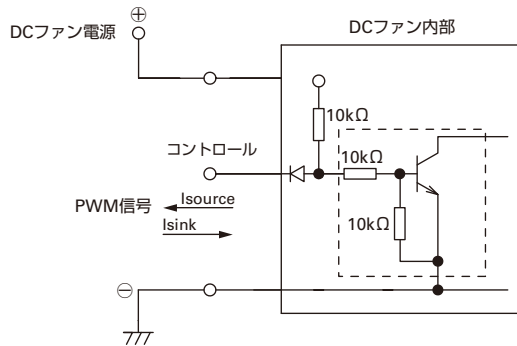 ⊕
DCファン電源
DCファン内部
10kΩ
コントロール
10kΩ
PWM信号
Isource
Isink
10kΩ
⊖